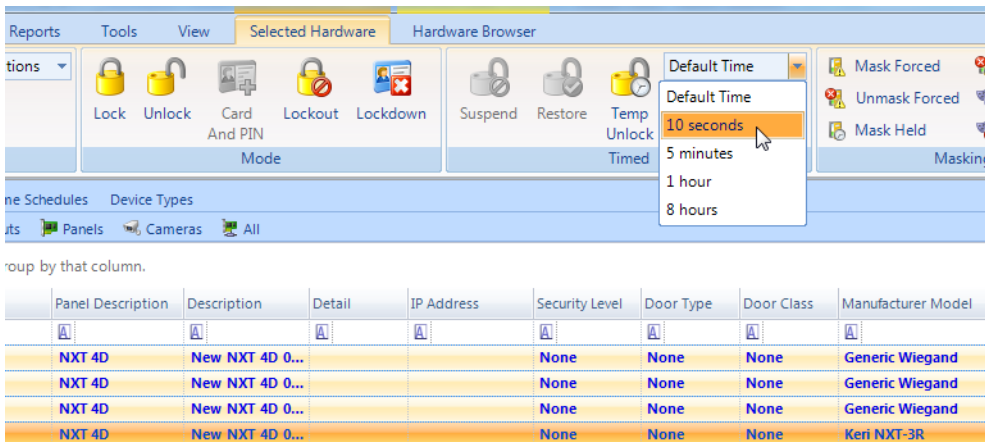 Reports Tools View Selected Hardware Hardware Browser
tions
Lock Unlock Card And PIN Lockout Lockdown
Mode
Suspend Restore Temp Unlock
Timed
Default Time
Default Time
10 seconds
5 minutes
1 hour
8 hours
Mask Forced
Unmask Forced
Mask Held
Masking
me Schedules Device Types
uts Panels Cameras All
roup by that column.
Panel Description Description Detail IP Address Security Level Door Type Door Class Manufacturer Model
A A A A A A A A
NXT 4D New NXT 4D 0... None None None Generic Wiegand
NXT 4D New NXT 4D 0... None None None Generic Wiegand
NXT 4D New NXT 4D 0... None None None Generic Wiegand
NXT 4D New NXT 4D 0... None None None Keri NXT-3R